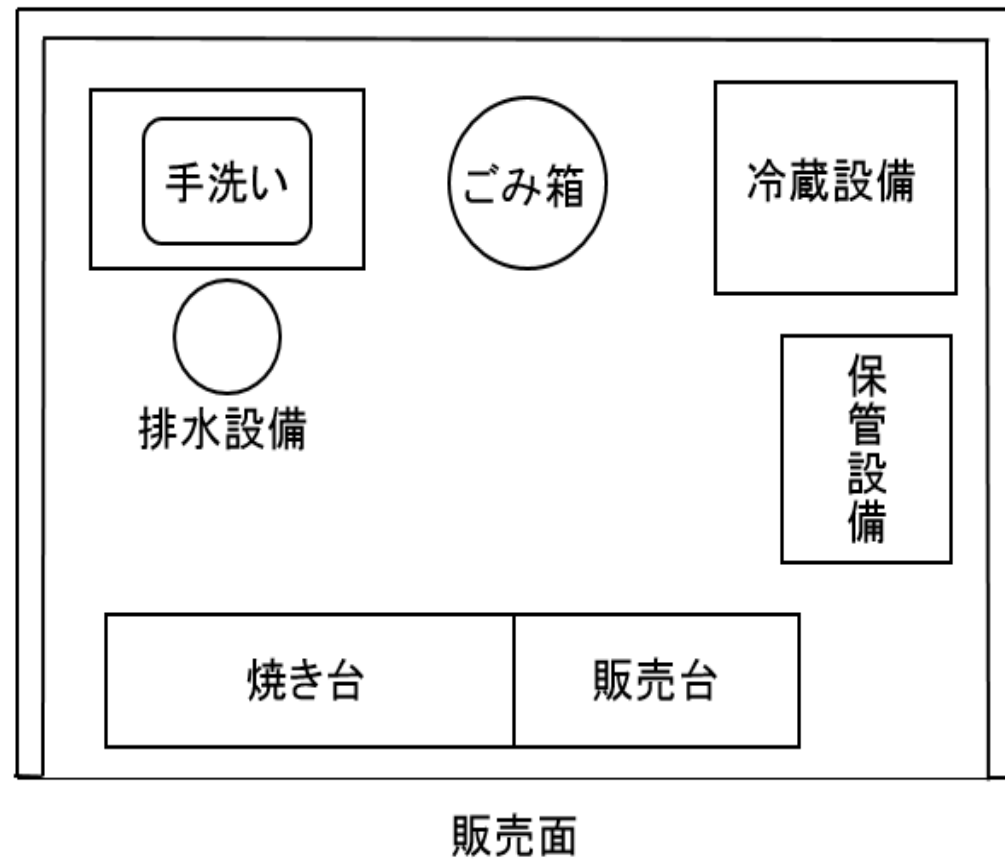 手洗い
ごみ箱
冷蔵設備
排水設備
保管設備
焼き台
販売台
販売面